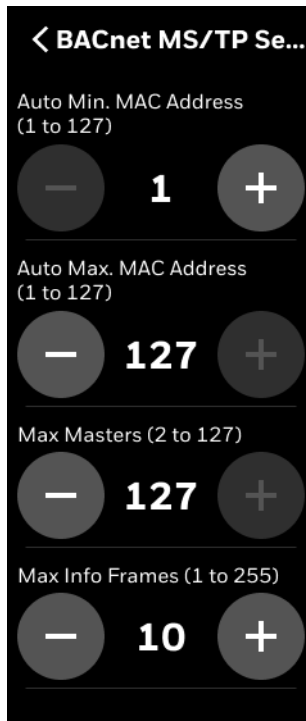 BACnet MS/TP Se...
Auto Min. MAC Address
(1 to 127)
1
Auto Max. MAC Address
(1 to 127)
127
Max Masters (2 to 127)
127
Max Info Frames (1 to 255)
10